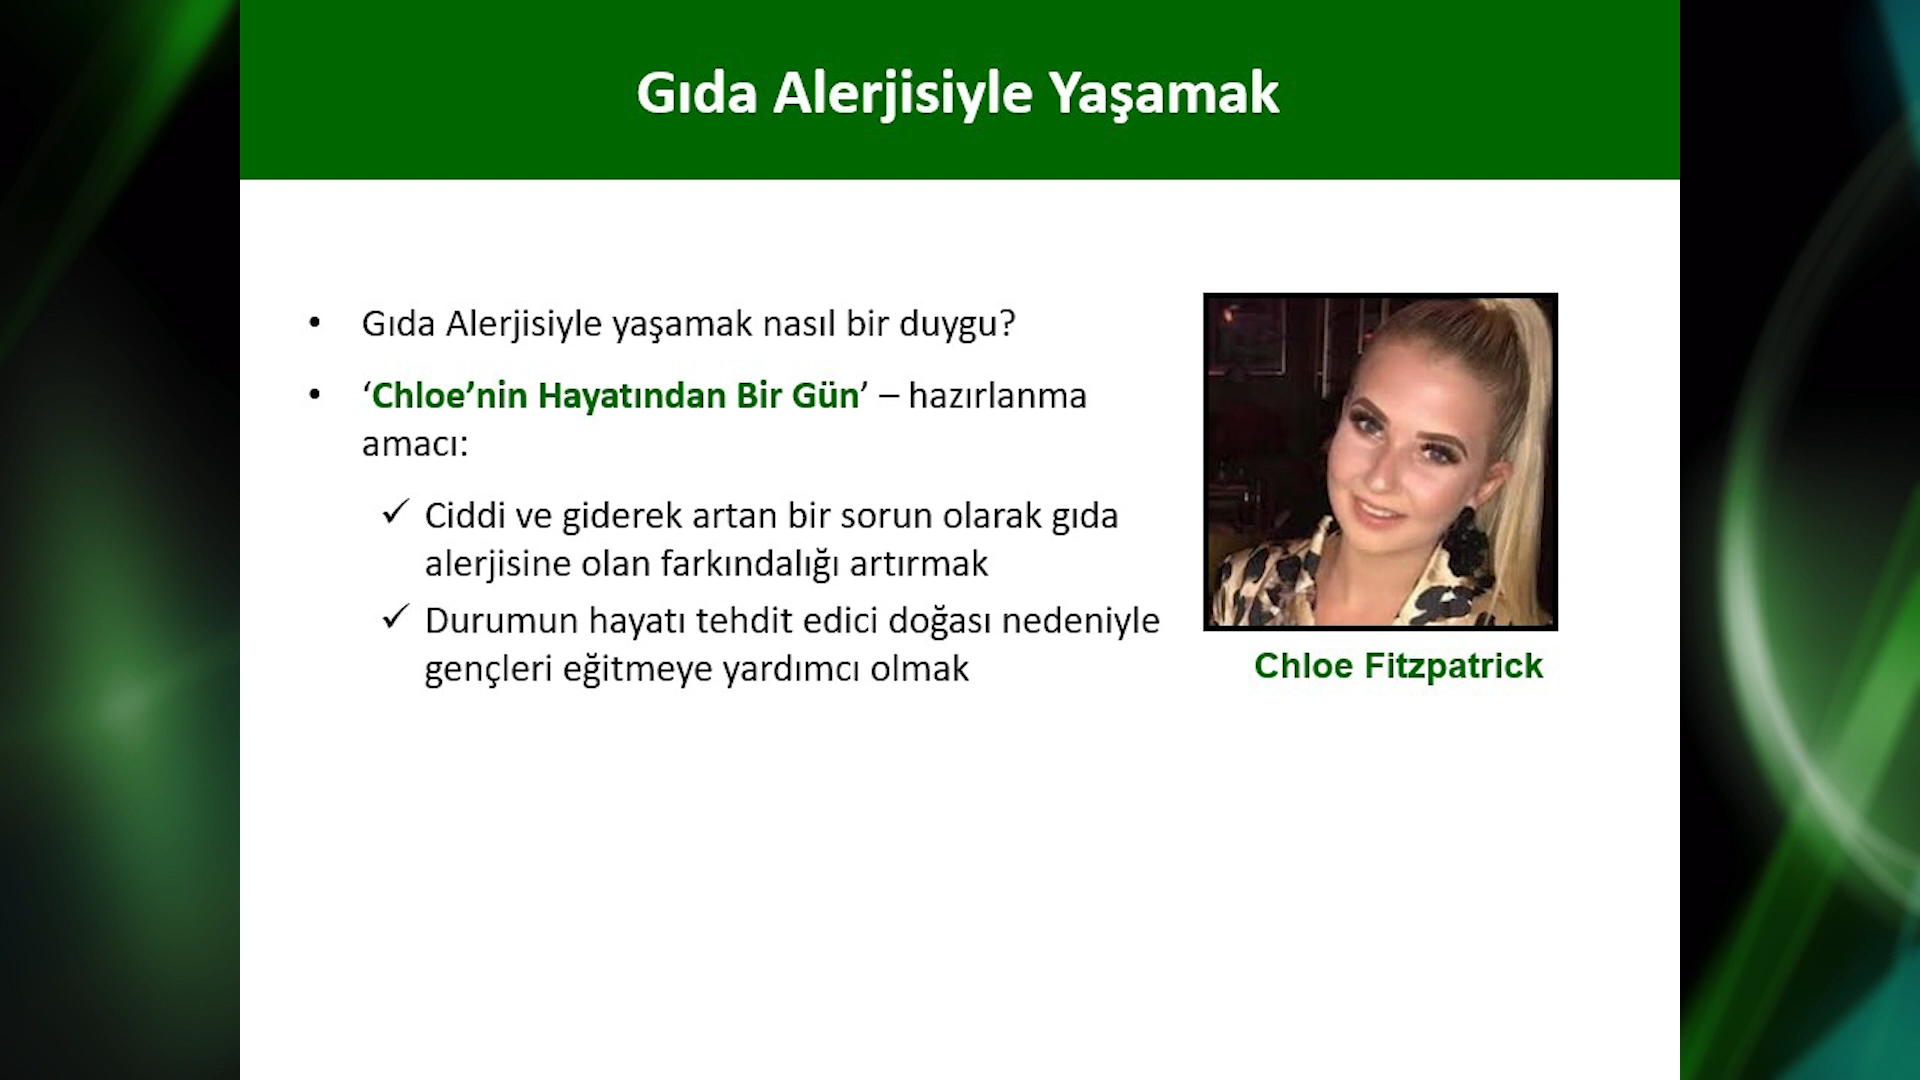 Gıda Alerjisiyle Yaşamak
• Gıda Alerjisiyle yaşamak nasıl bir duygu?
• ‘Chloe’nin Hayatından Bir Gün’ – hazırlanma
amacı:
✓ Ciddi ve giderek artan bir sorun olarak gıda
alerjisine olan farkındalığı artırmak
✓ Durumun hayatı tehdit edici doğası nedeniyle
gençleri eğitmeye yardımcı olmak
Chloe Fitzpatrick